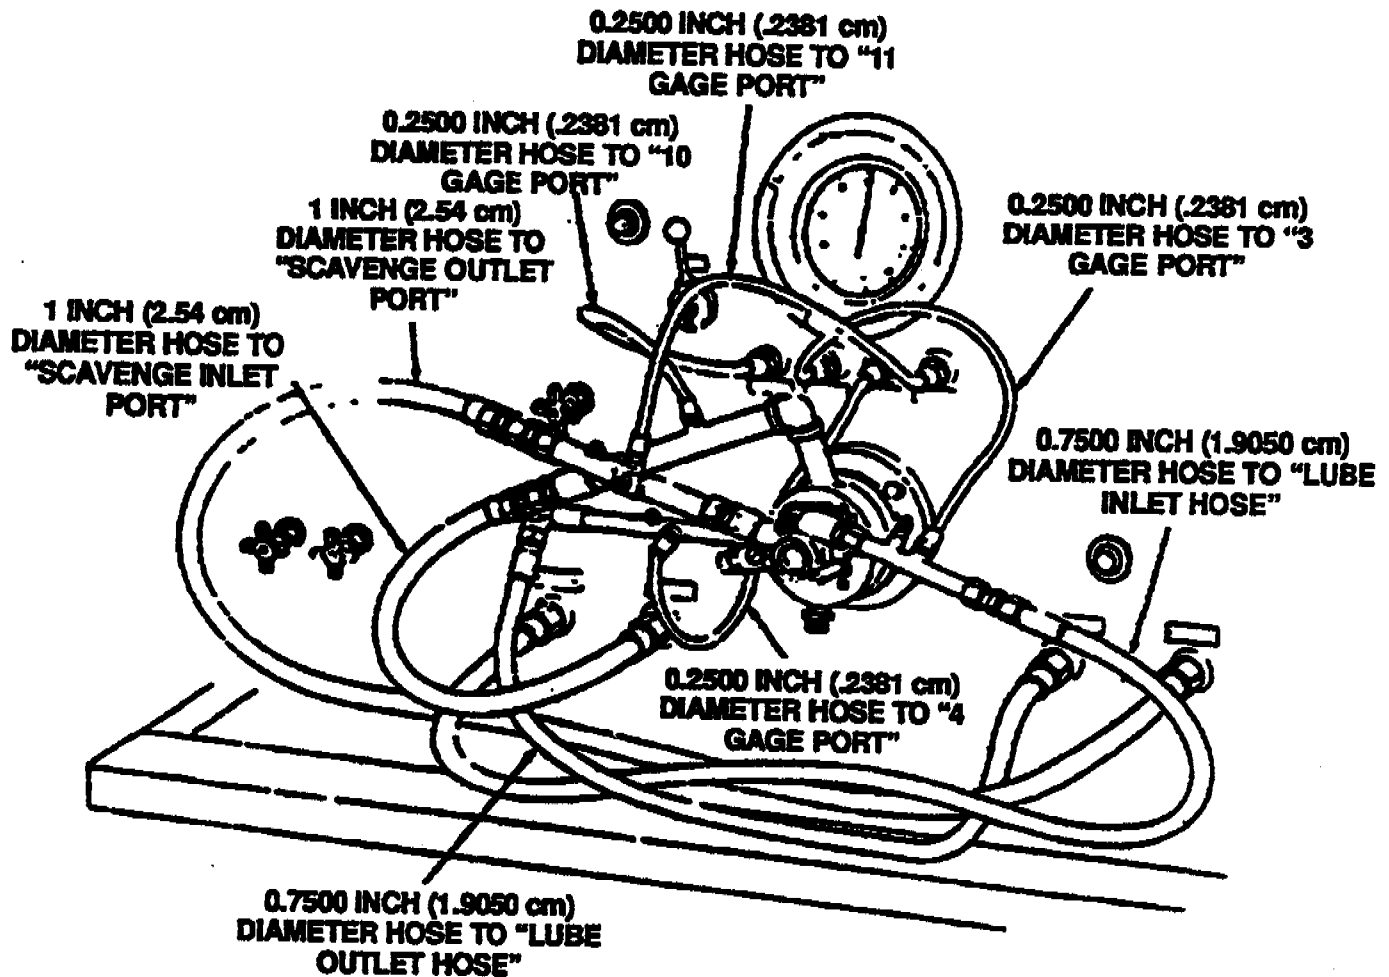 0.2500 INCH (.2381 cm)
DIAMETER HOSE TO "11
GAGE PORT"
0.2500 INCH (.2381 cm)
DIAMETER HOSE TO "10
GAGE PORT"
1 INCH (2.54 cm)
DIAMETER HOSE TO
"SCAVENGE OUTLET
PORT"
1 INCH (2.54 cm)
DIAMETER HOSE TO
"SCAVENGE INLET
PORT"
0.2500 INCH (.2381 cm)
DIAMETER HOSE TO "3
GAGE PORT"
0.7500 INCH (1.9050 cm)
DIAMETER HOSE TO "LUBE
INLET HOSE"
0.2500 INCH (.2381 cm)
DIAMETER HOSE TO "4
GAGE PORT"
0.7500 INCH (1.9050 cm)
DIAMETER HOSE TO "LUBE
OUTLET HOSE"